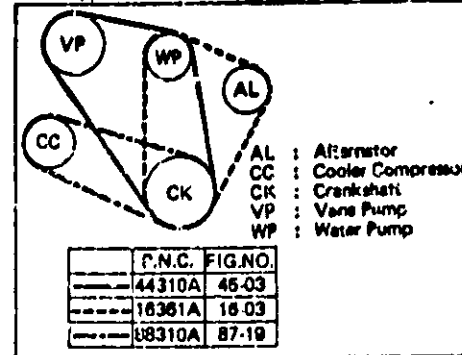 VP
WP
AL
CC
CK
AL : Alternator
CC : Cooler Compressor
CK : Crankshaft
VP : Vane Pump
WP : Water Pump
P.N.C. FIG.NO.
44310A 45-03
16361A 16-03
88310A 87-19